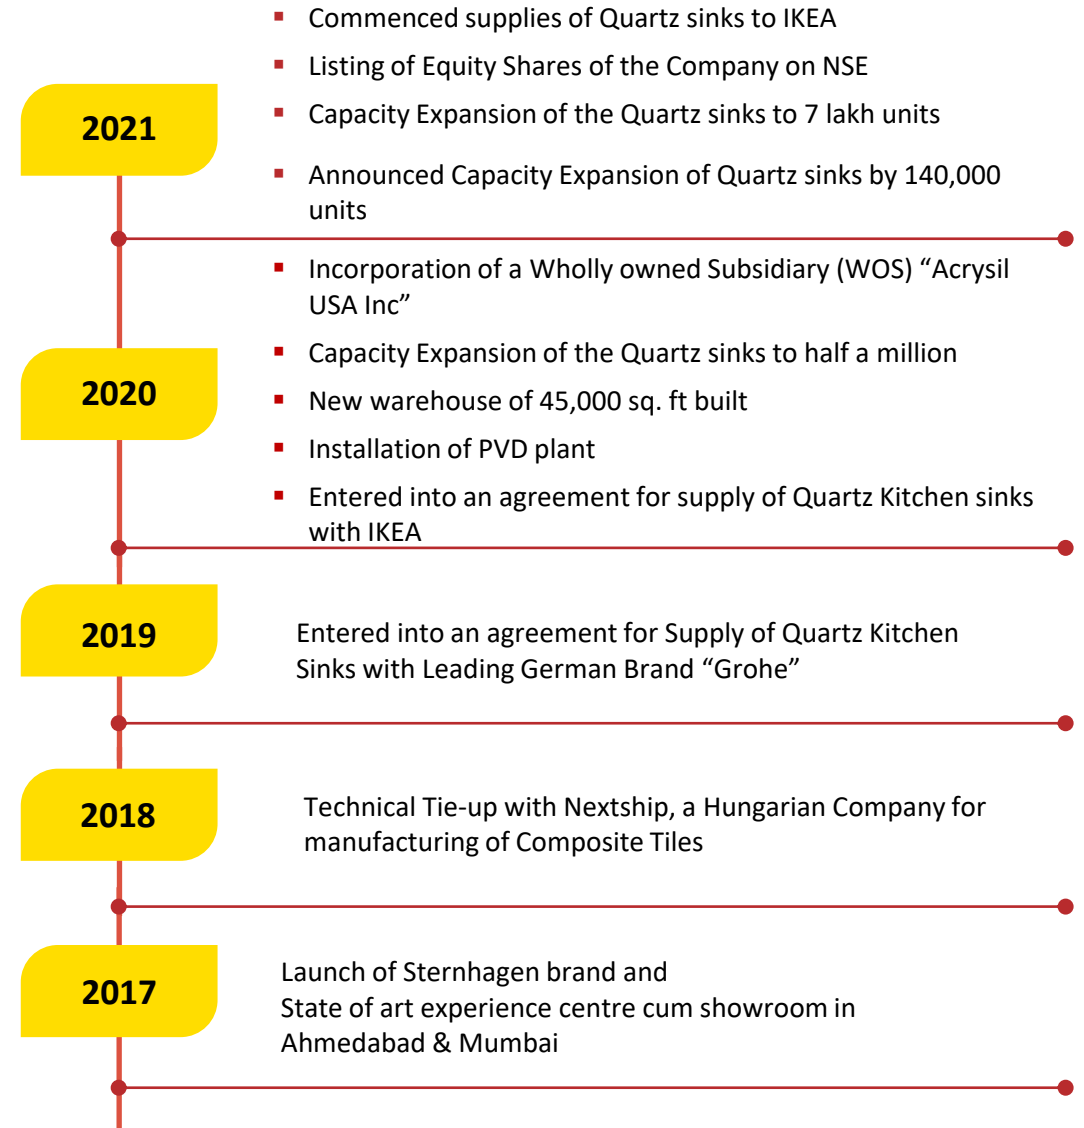 2021
▪ Commenced supplies of Quartz sinks to IKEA
▪ Listing of Equity Shares of the Company on NSE
▪ Capacity Expansion of the Quartz sinks to 7 lakh units
▪ Announced Capacity Expansion of Quartz sinks by 140,000
units
2020
▪ Incorporation of a Wholly owned Subsidiary (WOS) “Acrysil
USA Inc”
▪ Capacity Expansion of the Quartz sinks to half a million
▪ New warehouse of 45,000 sq. ft built
▪ Installation of PVD plant
▪ Entered into an agreement for supply of Quartz Kitchen sinks
with IKEA
2019
Entered into an agreement for Supply of Quartz Kitchen
Sinks with Leading German Brand “Grohe”
2018
Technical Tie-up with Nextship, a Hungarian Company for
manufacturing of Composite Tiles
2017
Launch of Sternhagen brand and
State of art experience centre cum showroom in
Ahmedabad & Mumbai